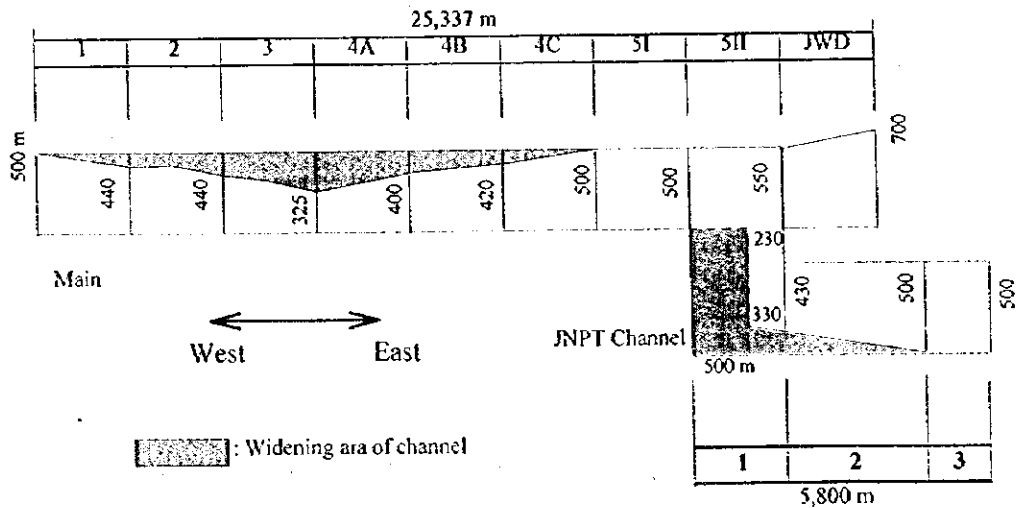 25,337 m
1 2 3 4A 4B 4C 5I 5II JWD
500 m 440 440 325 400 420 500 500 550 700
230
Main
330 430 500 500
JNPT Channel
West East
500 m
: Widening ara of channel
1 2 3
5,800 m